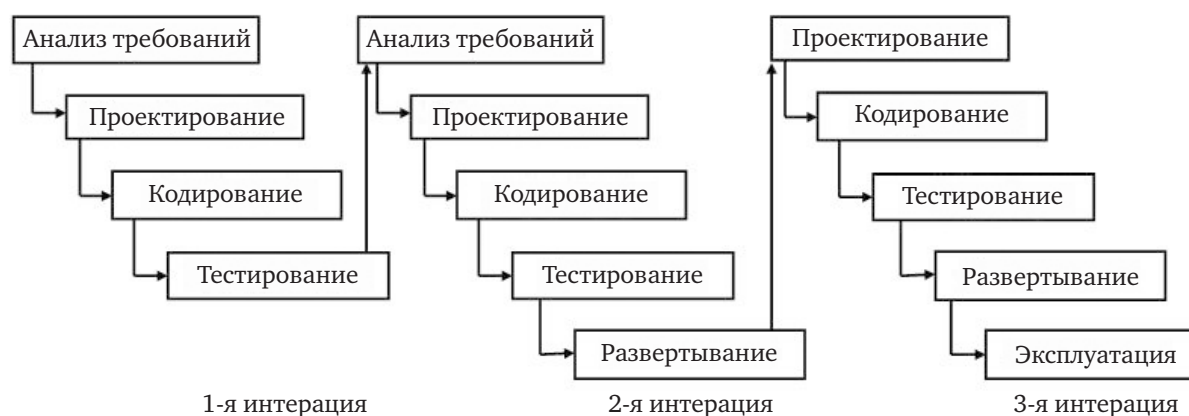 Анализ требований
Проектирование
Кодирование
Тестирование
1-я интерация
Анализ требований
Проектирование
Кодирование
Тестирование
Развертывание
2-я интерация
Проектирование
Кодирование
Тестирование
Развертывание
Эксплуатация
3-я интерация